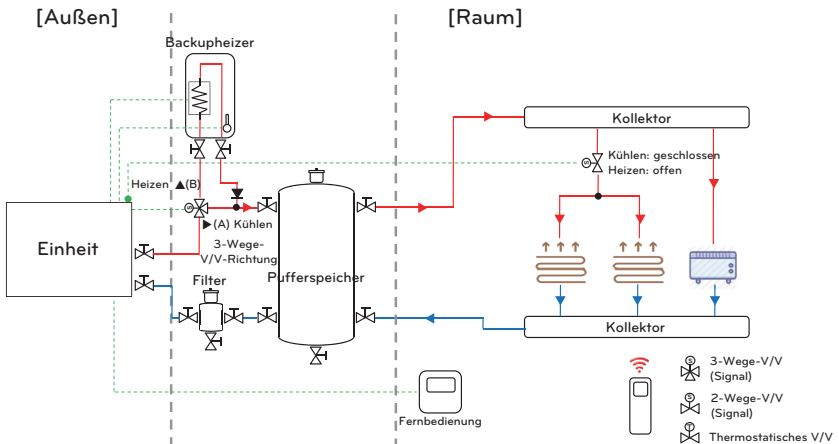 [Außen]
[Raum]
Backupheizer
Kollektor
Kühlen: geschlossen
Heizen: offen
S
Heizen ▲(B)
S
▶(A) Kühlen
3-Wege-
V/V-Richtung
Einheit
Filter
Pufferspeicher
Kollektor
Fernbedienung
S
3-Wege-V/V
(Signal)
S
2-Wege-V/V
(Signal)
T
Thermostatisches V/V